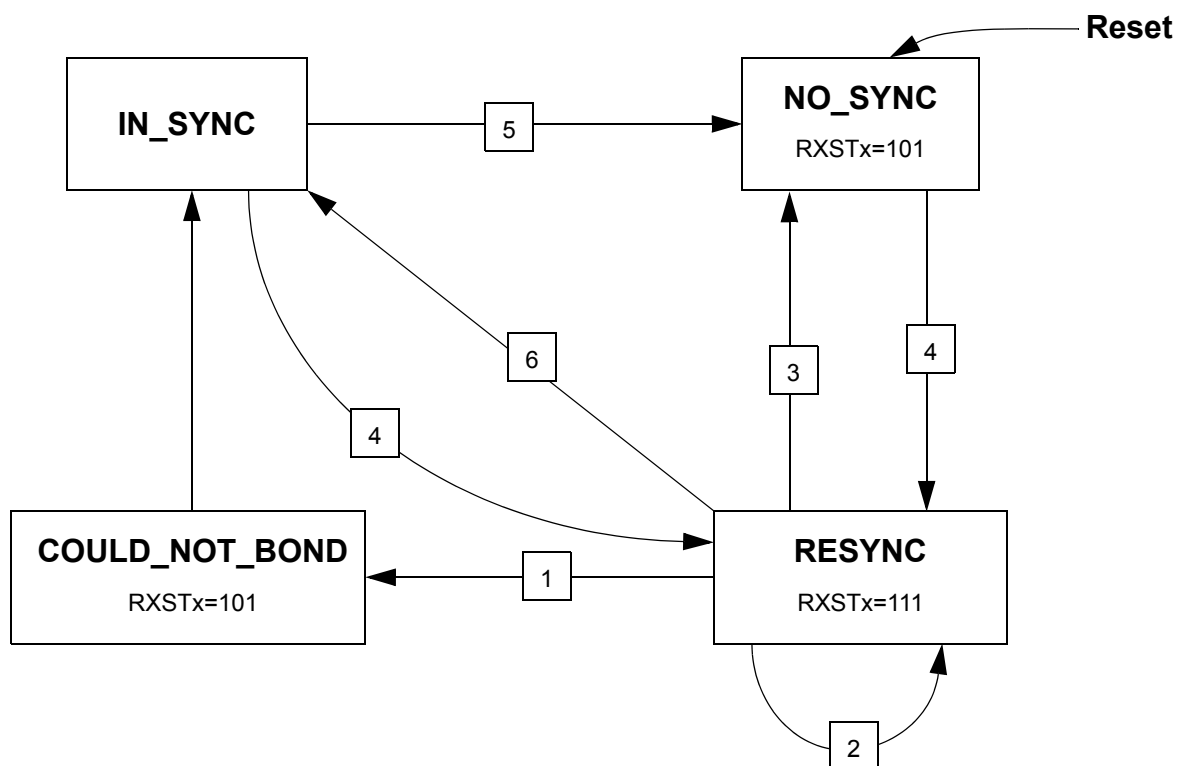 Reset
IN_SYNC
NO_SYNC
RXSTx=101
5
6
3
4
4
COULD_NOT_BOND
RXSTx=101
1
RESYNC
RXSTx=111
2